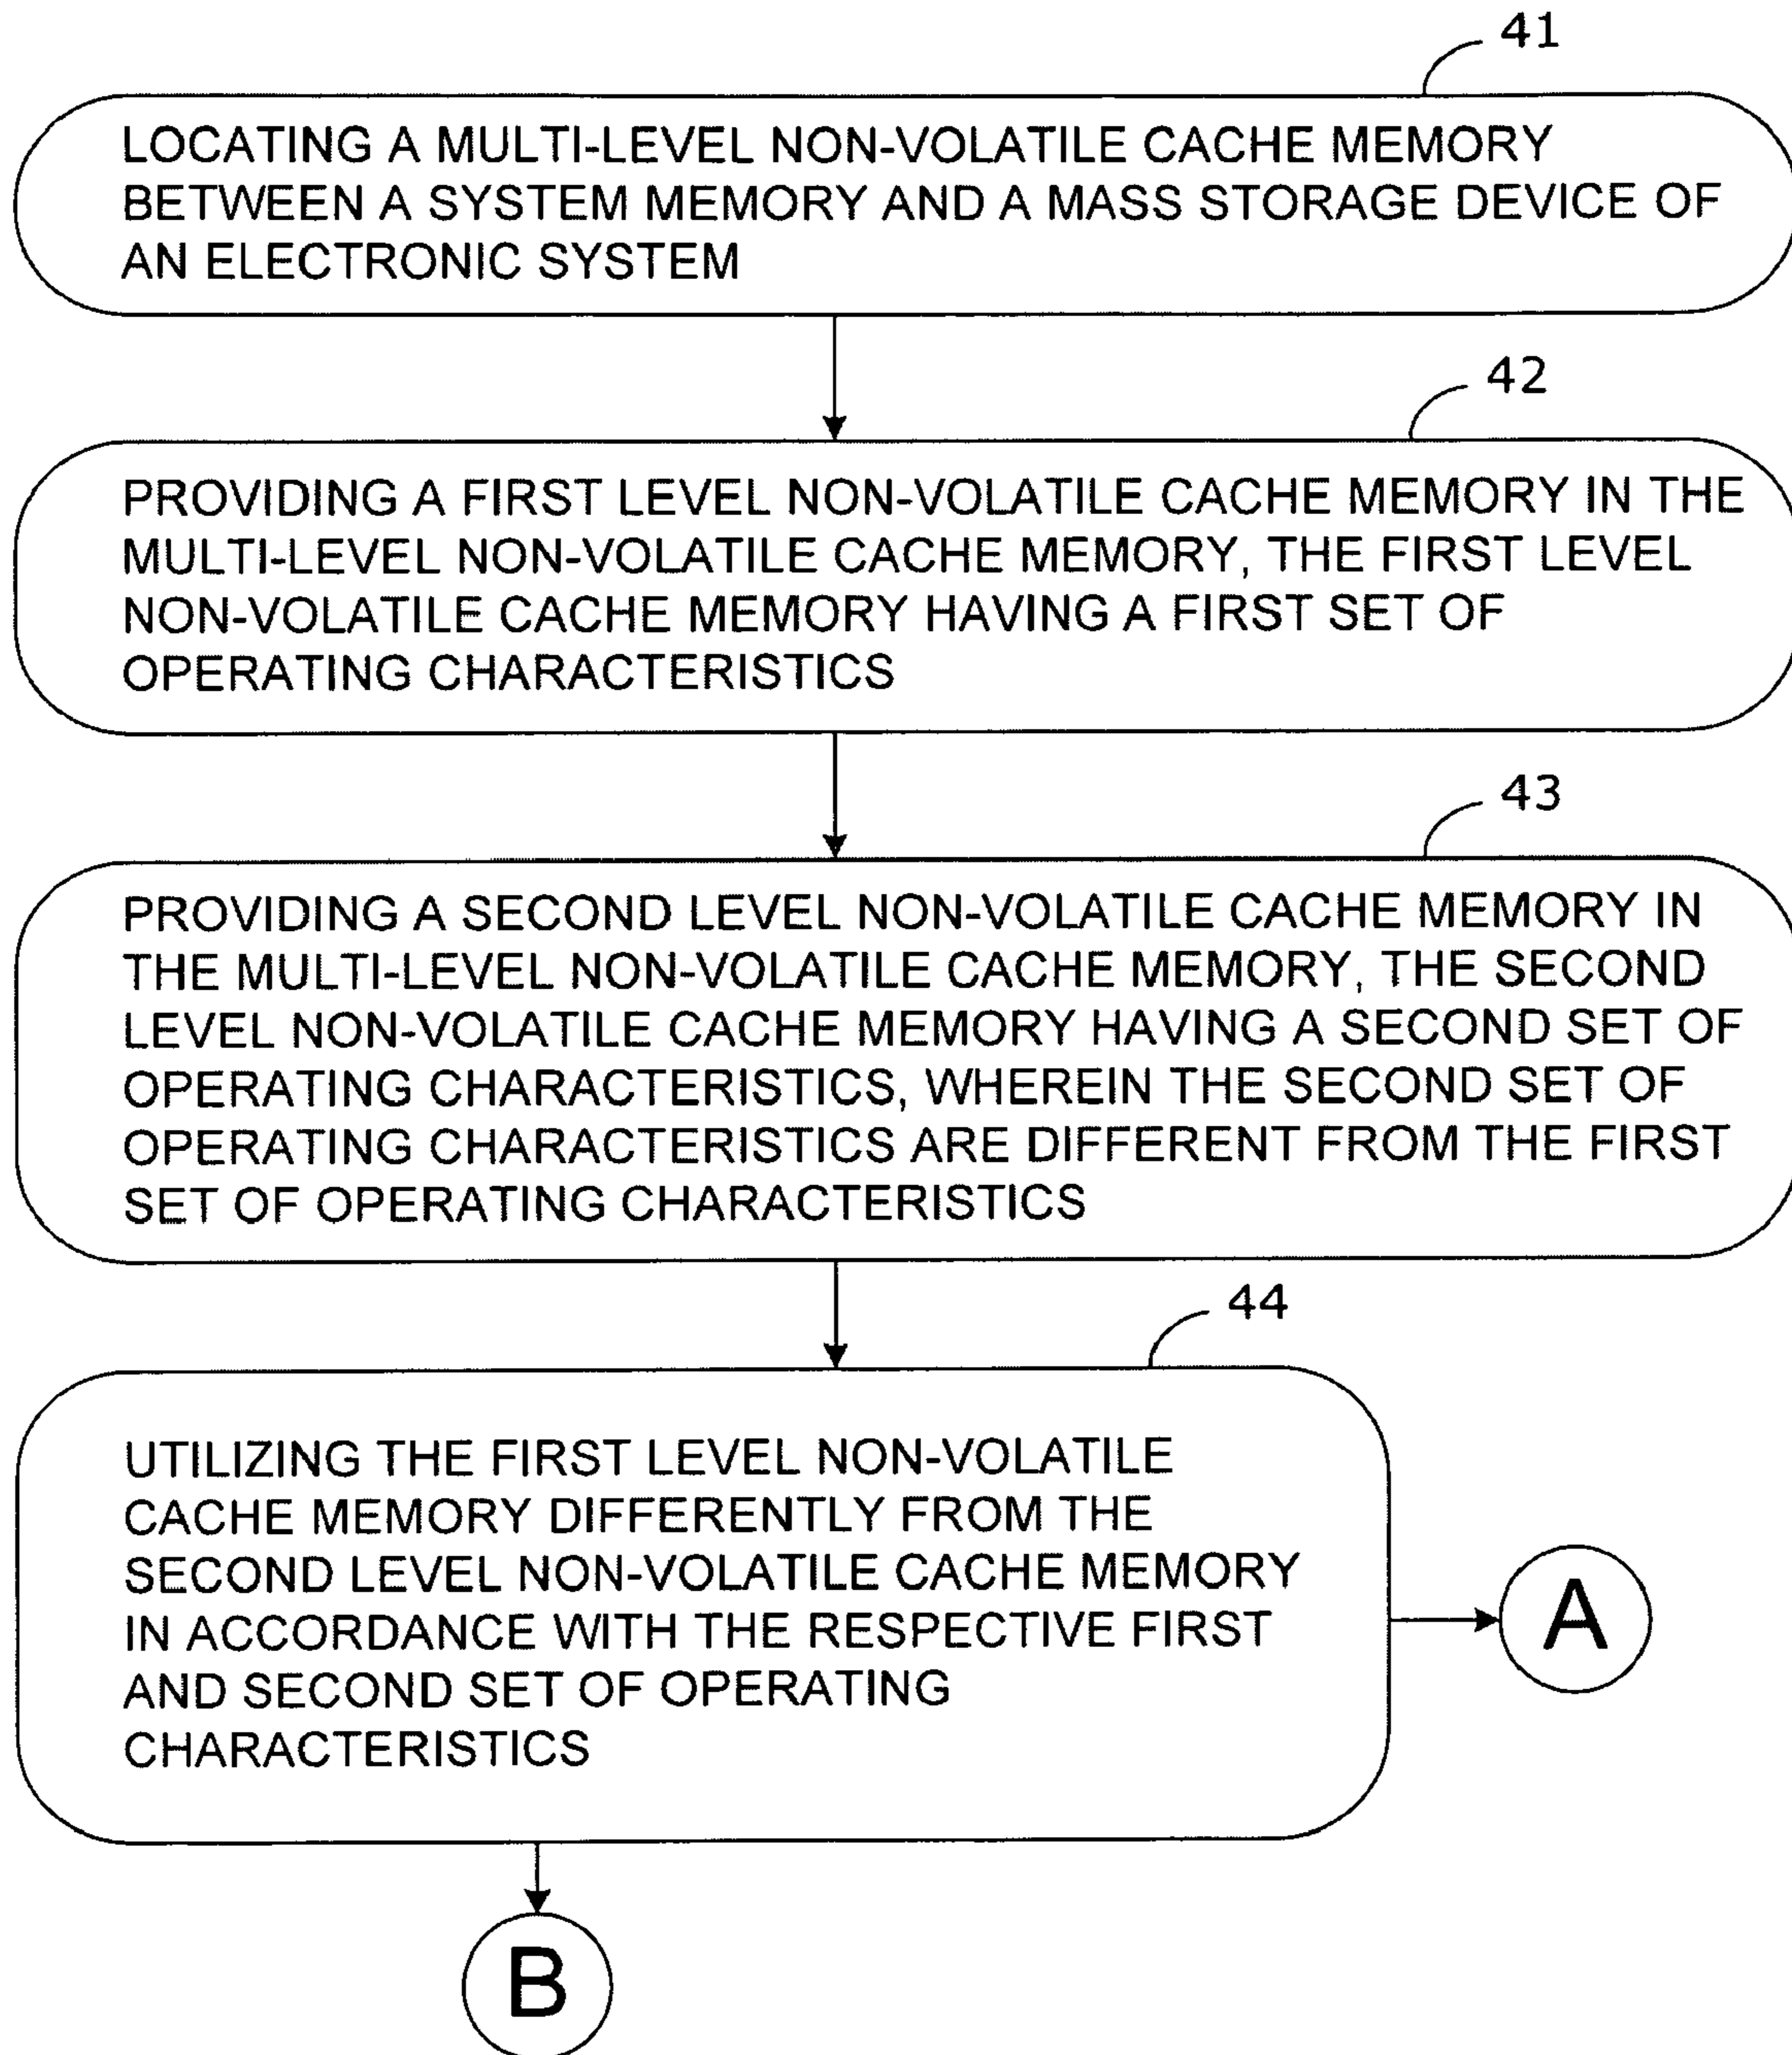 41
LOCATING A MULTI-LEVEL NON-VOLATILE CACHE MEMORY
BETWEEN A SYSTEM MEMORY AND A MASS STORAGE DEVICE OF
AN ELECTRONIC SYSTEM
42
PROVIDING A FIRST LEVEL NON-VOLATILE CACHE MEMORY IN THE
MULTI-LEVEL NON-VOLATILE CACHE MEMORY, THE FIRST LEVEL
NON-VOLATILE CACHE MEMORY HAVING A FIRST SET OF
OPERATING CHARACTERISTICS
43
PROVIDING A SECOND LEVEL NON-VOLATILE CACHE MEMORY IN
THE MULTI-LEVEL NON-VOLATILE CACHE MEMORY, THE SECOND
LEVEL NON-VOLATILE CACHE MEMORY HAVING A SECOND SET OF
OPERATING CHARACTERISTICS, WHEREIN THE SECOND SET OF
OPERATING CHARACTERISTICS ARE DIFFERENT FROM THE FIRST
SET OF OPERATING CHARACTERISTICS
44
UTILIZING THE FIRST LEVEL NON-VOLATILE
CACHE MEMORY DIFFERENTLY FROM THE
SECOND LEVEL NON-VOLATILE CACHE MEMORY
IN ACCORDANCE WITH THE RESPECTIVE FIRST
AND SECOND SET OF OPERATING
CHARACTERISTICS
A
B